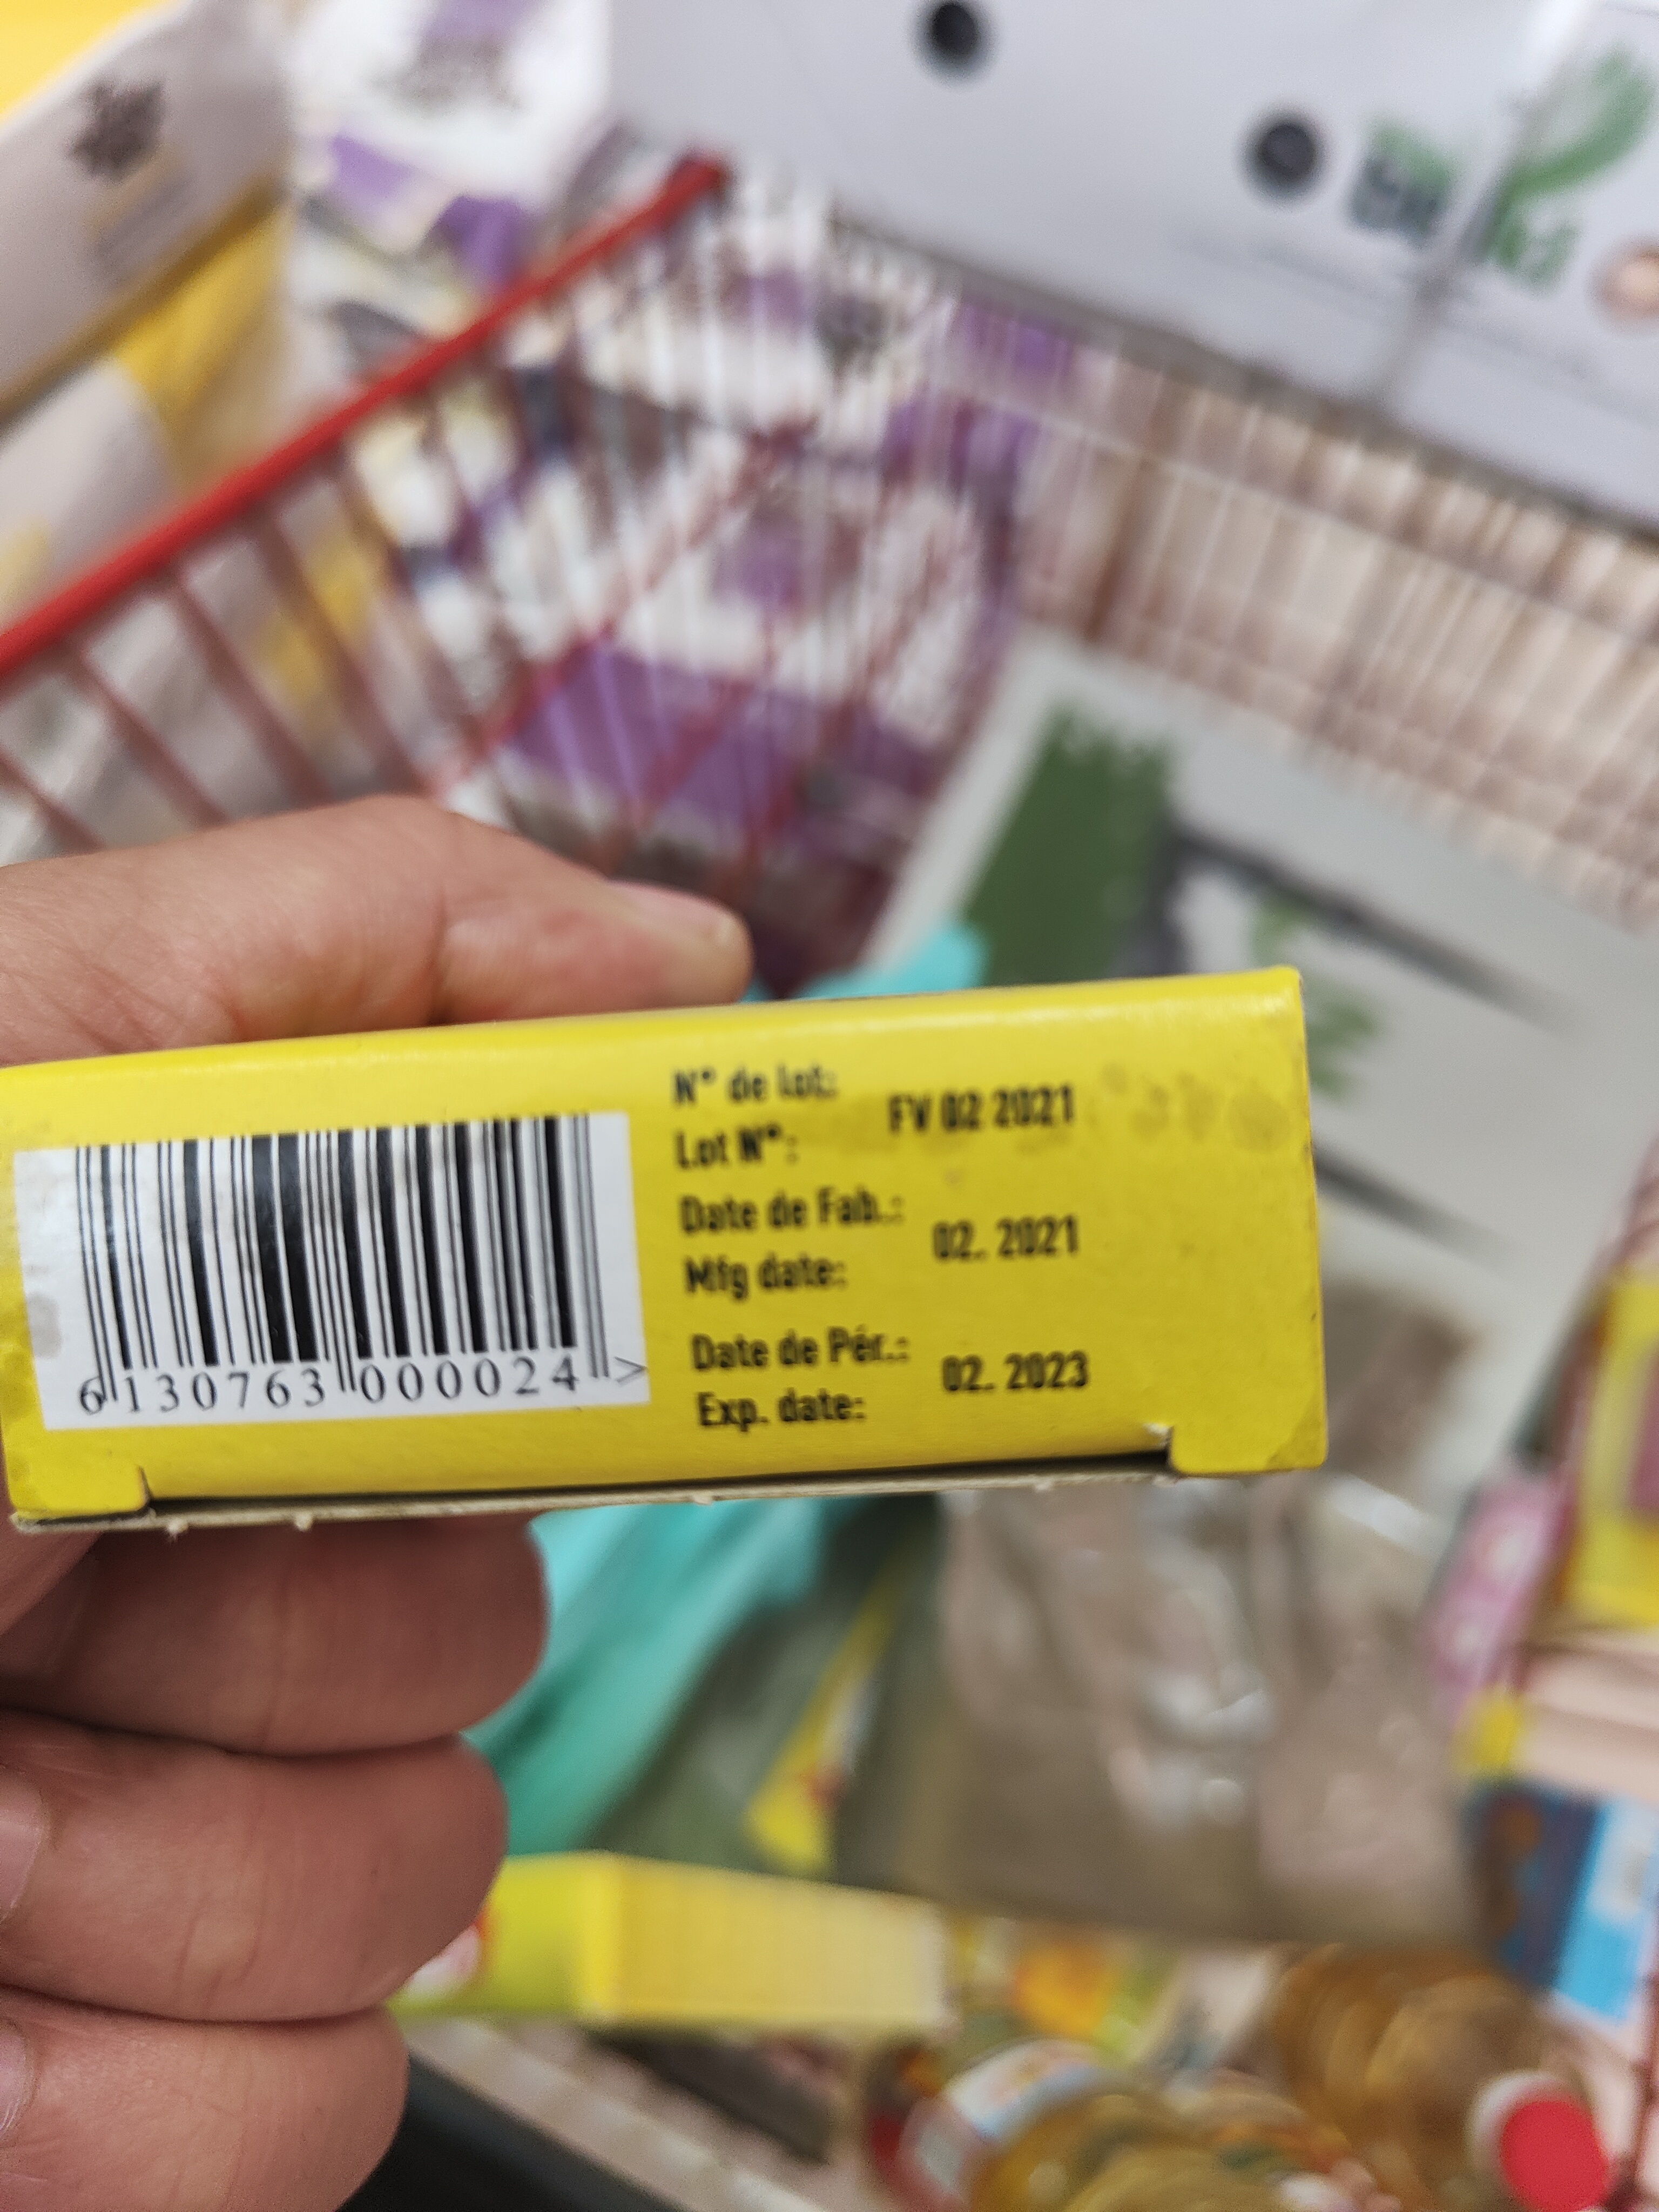 N° de lot:
Lot N°:
FV 02 2021
Date de Fab.:
Mfg date:
02. 2021
Date de Pér.:
Exp. date:
02. 2023
6 130763 000024 >